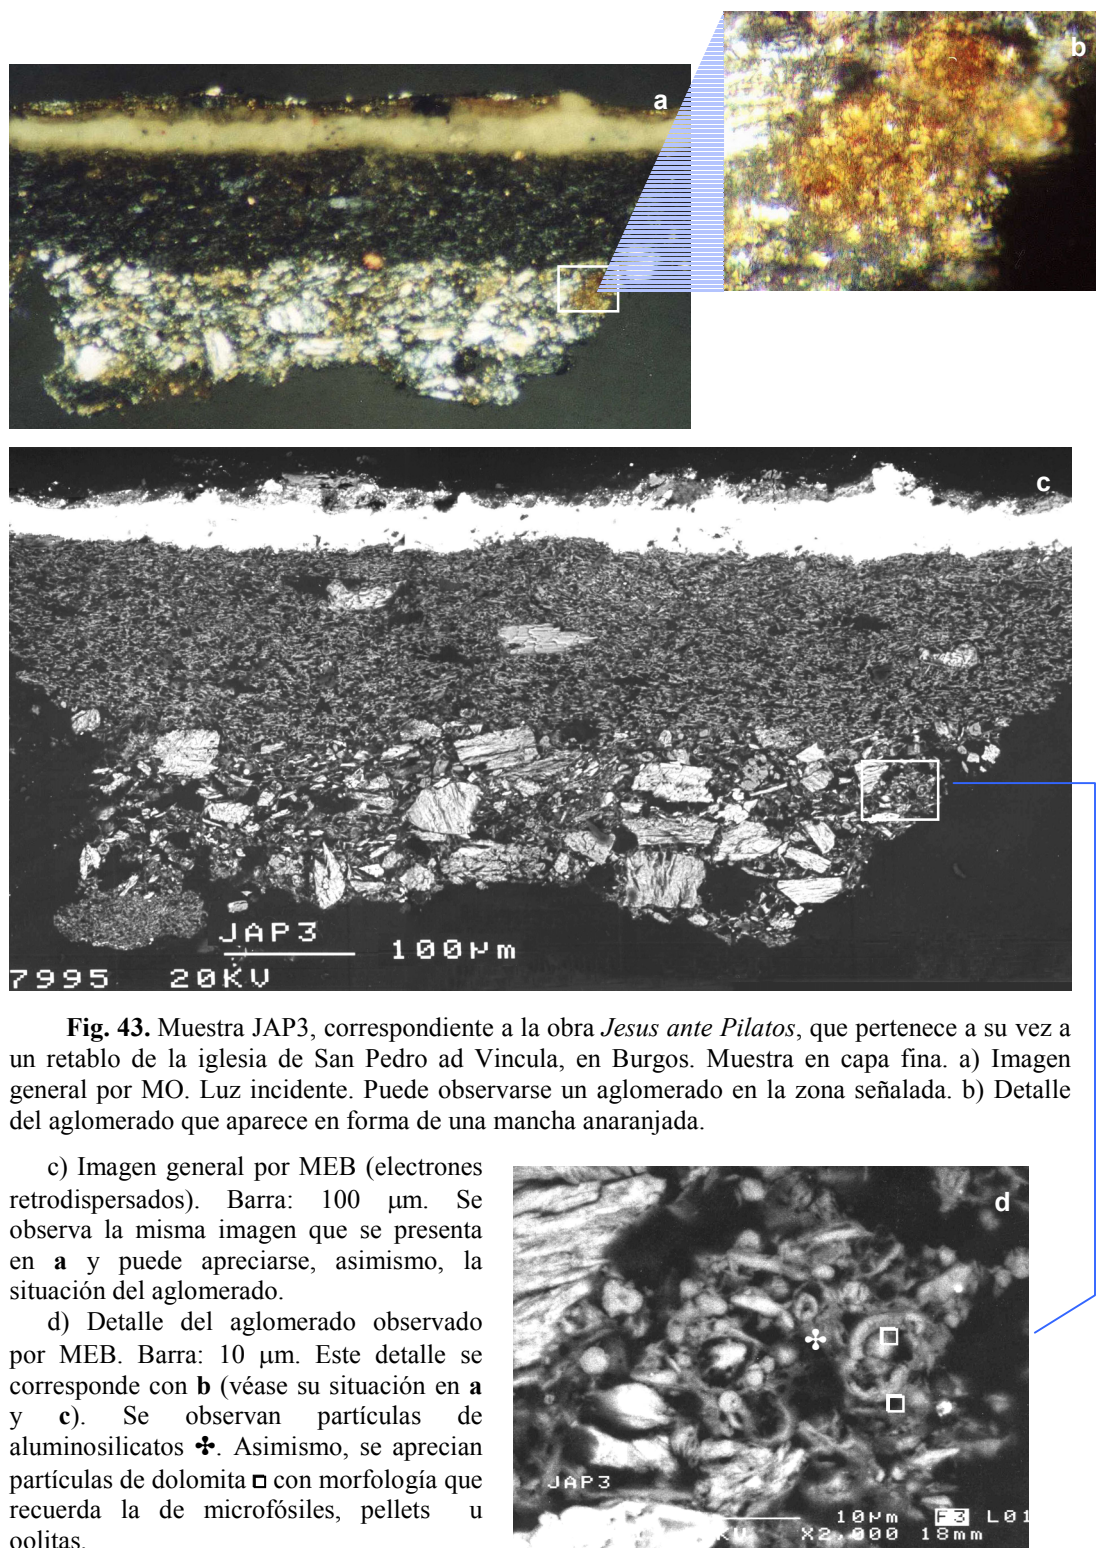 a
b
c
JAP3
100µm
7995 20KV
Fig. 43. Muestra JAP3, correspondiente a la obra Jesus ante Pilatos, que pertenece a su vez a
un retablo de la iglesia de San Pedro ad Vincula, en Burgos. Muestra en capa fina. a) Imagen
general por MO. Luz incidente. Puede observarse un aglomerado en la zona señalada. b) Detalle
del aglomerado que aparece en forma de una mancha anaranjada.
c) Imagen general por MEB (electrones
retrodispersados). Barra: 100 µm. Se
observa la misma imagen que se presenta
en a y puede apreciarse, asimismo, la
situación del aglomerado.
d) Detalle del aglomerado observado
por MEB. Barra: 10 µm. Este detalle se
corresponde con b (véase su situación en a
y c). Se observan partículas de
aluminosilicatos ✣. Asimismo, se aprecian
partículas de dolomita □ con morfología que
recuerda la de microfósiles, pellets u
oolitas.
d
JAP3
10µm F3 L01
X2,000 18mm